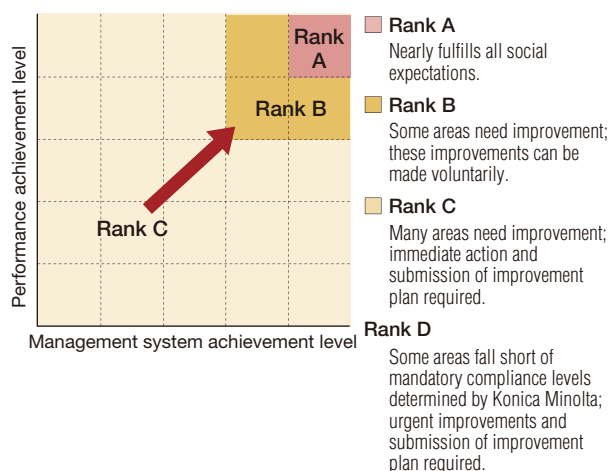 Performance achievement level
Rank
A
Rank B
Rank C
Management system achievement level
Rank A
Nearly fulfills all social
expectations.
Rank B
Some areas need improvement;
these improvements can be
made voluntarily.
Rank C
Many areas need improvement;
immediate action and
submission of improvement
plan required.
Rank D
Some areas fall short of
mandatory compliance levels
determined by Konica Minolta;
urgent improvements and
submission of improvement
plan required.